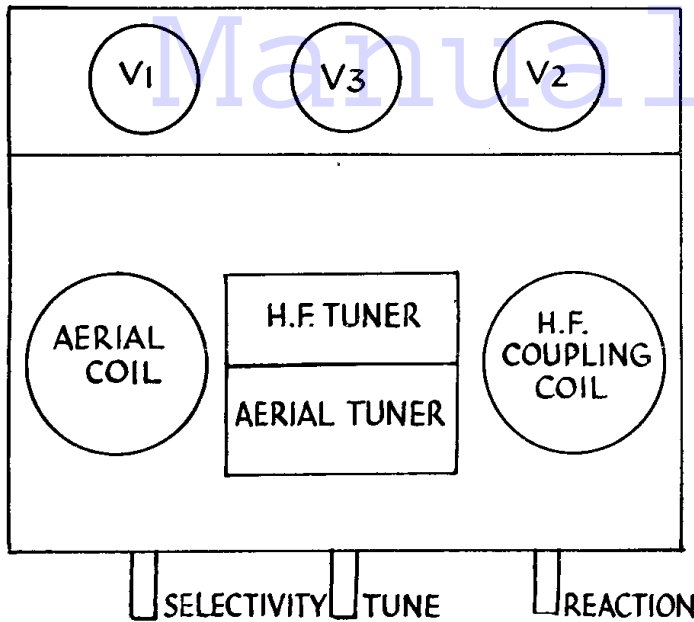 Manual
V1 V3 V2
H.F. TUNER
AERIAL TUNER
AERIAL
COIL
H.F.
COUPLING
COIL
SELECTIVITY TUNE REACTION